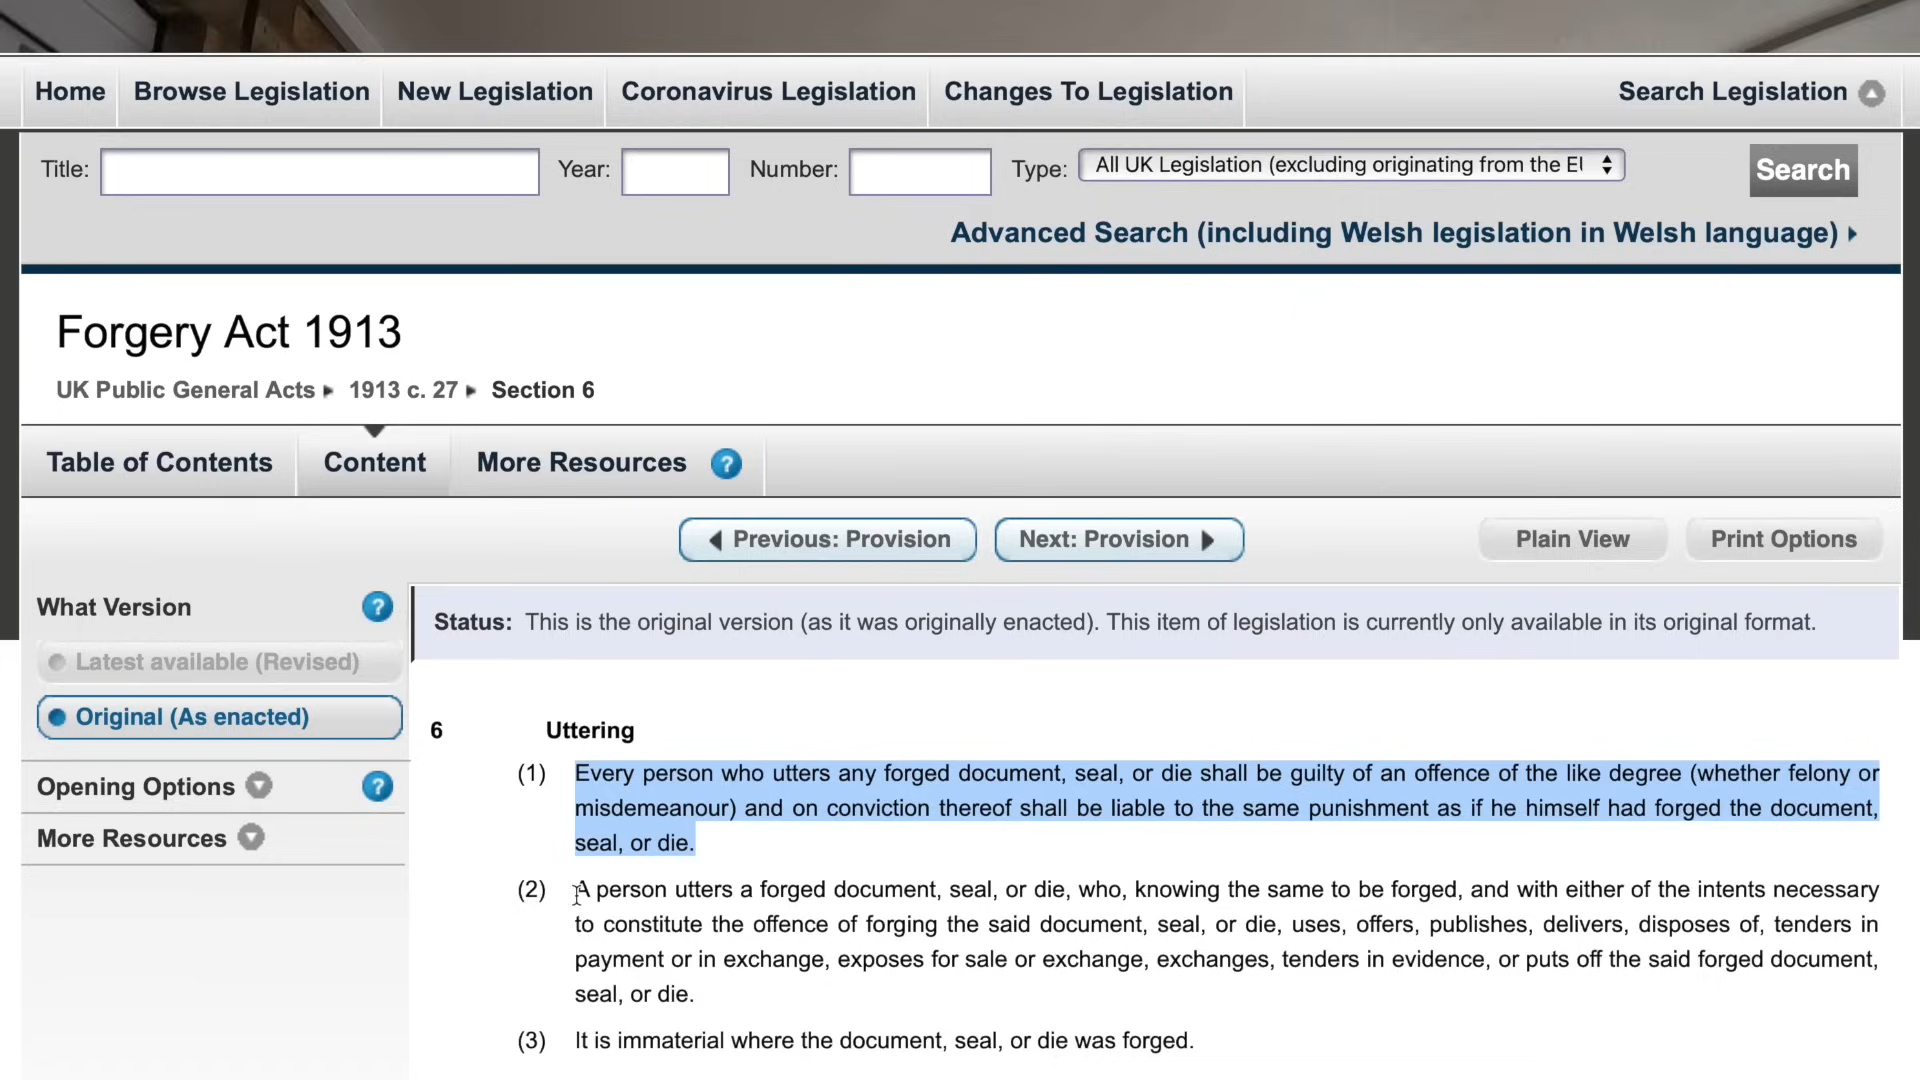 Home Browse Legislation New Legislation Coronavirus Legislation Changes To Legislation Search Legislation
Title: Year: Number: Type: All UK Legislation (excluding originating from the EU Search
Advanced Search (including Welsh legislation in Welsh language)
Forgery Act 1913
UK Public General Acts 1913 c. 27 Section 6
Table of Contents Content More Resources ?
Previous: Provision Next: Provision Plain View Print Options
What Version ?
Status: This is the original version (as it was originally enacted). This item of legislation is currently only available in its original format.
Latest available (Revised)
Original (As enacted)
Opening Options ?
More Resources
6 Uttering
(1) Every person who utters any forged document, seal, or die shall be guilty of an offence of the like degree (whether felony or
misdemeanour) and on conviction thereof shall be liable to the same punishment as if he himself had forged the document,
seal, or die.
(2) A person utters a forged document, seal, or die, who, knowing the same to be forged, and with either of the intents necessary
to constitute the offence of forging the said document, seal, or die, uses, offers, publishes, delivers, disposes of, tenders in
payment or in exchange, exposes for sale or exchange, exchanges, tenders in evidence, or puts off the said forged document,
seal, or die.
(3) It is immaterial where the document, seal, or die was forged.